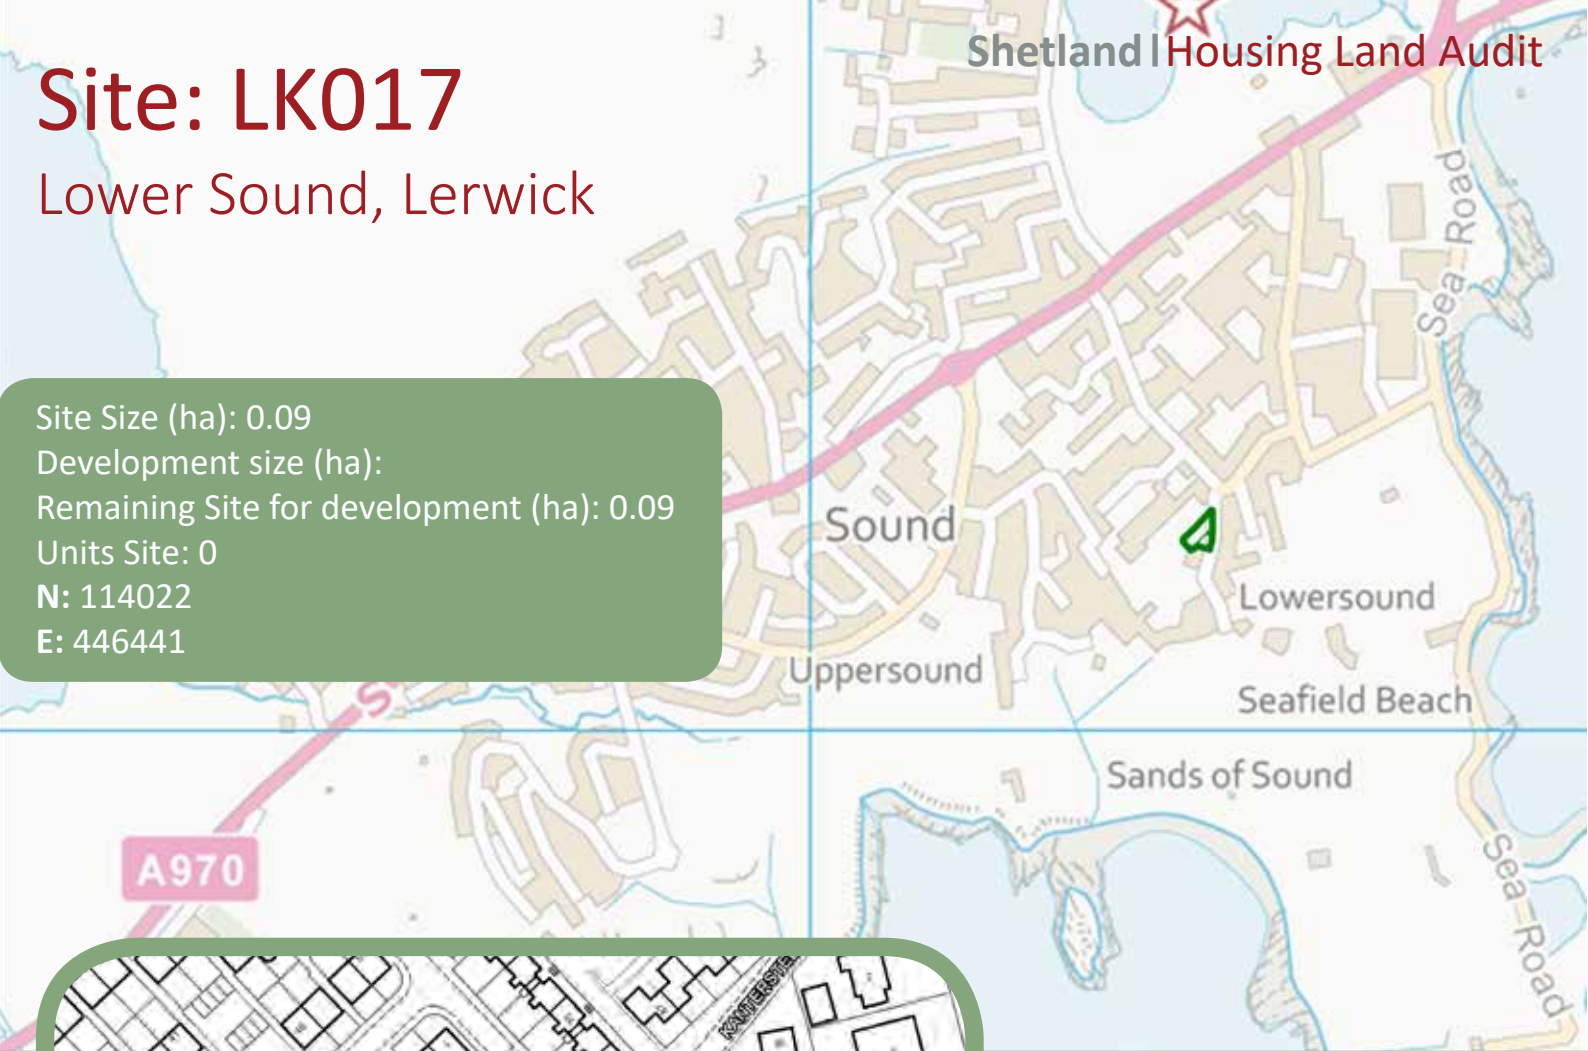 Shetland|Housing Land Audit
Site: LK017
Lower Sound, Lerwick
Sea Road
Site Size (ha): 0.09
Development size (ha):
Remaining Site for development (ha): 0.09
Units Site: 0
N: 114022
E: 446441
Sound
Lowersound
Uppersound
Seafield Beach
Sands of Sound
A970
Sea Road